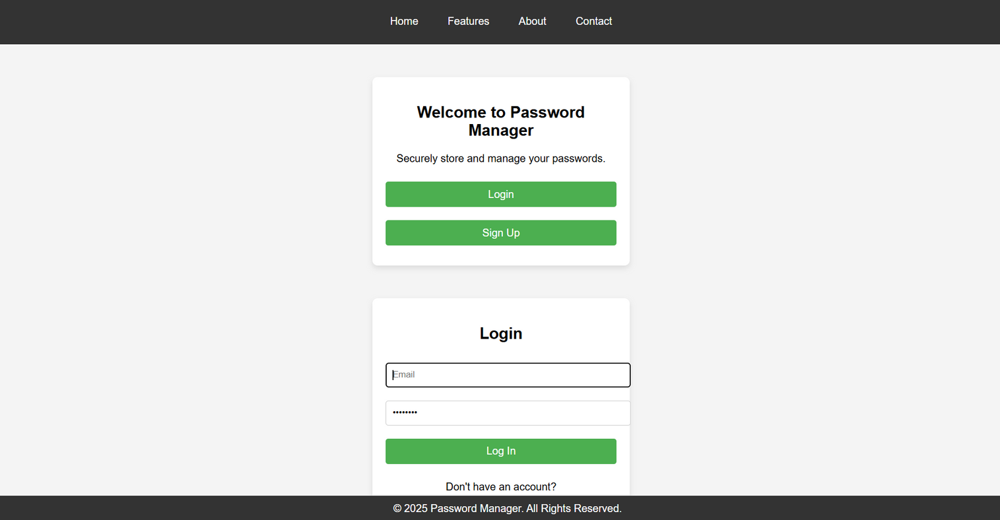 Home Features About Contact
Welcome to Password
Manager
Securely store and manage your passwords.
Login
Sign Up
Login
Email
••••••••
Log In
Don't have an account?
© 2025 Password Manager. All Rights Reserved.